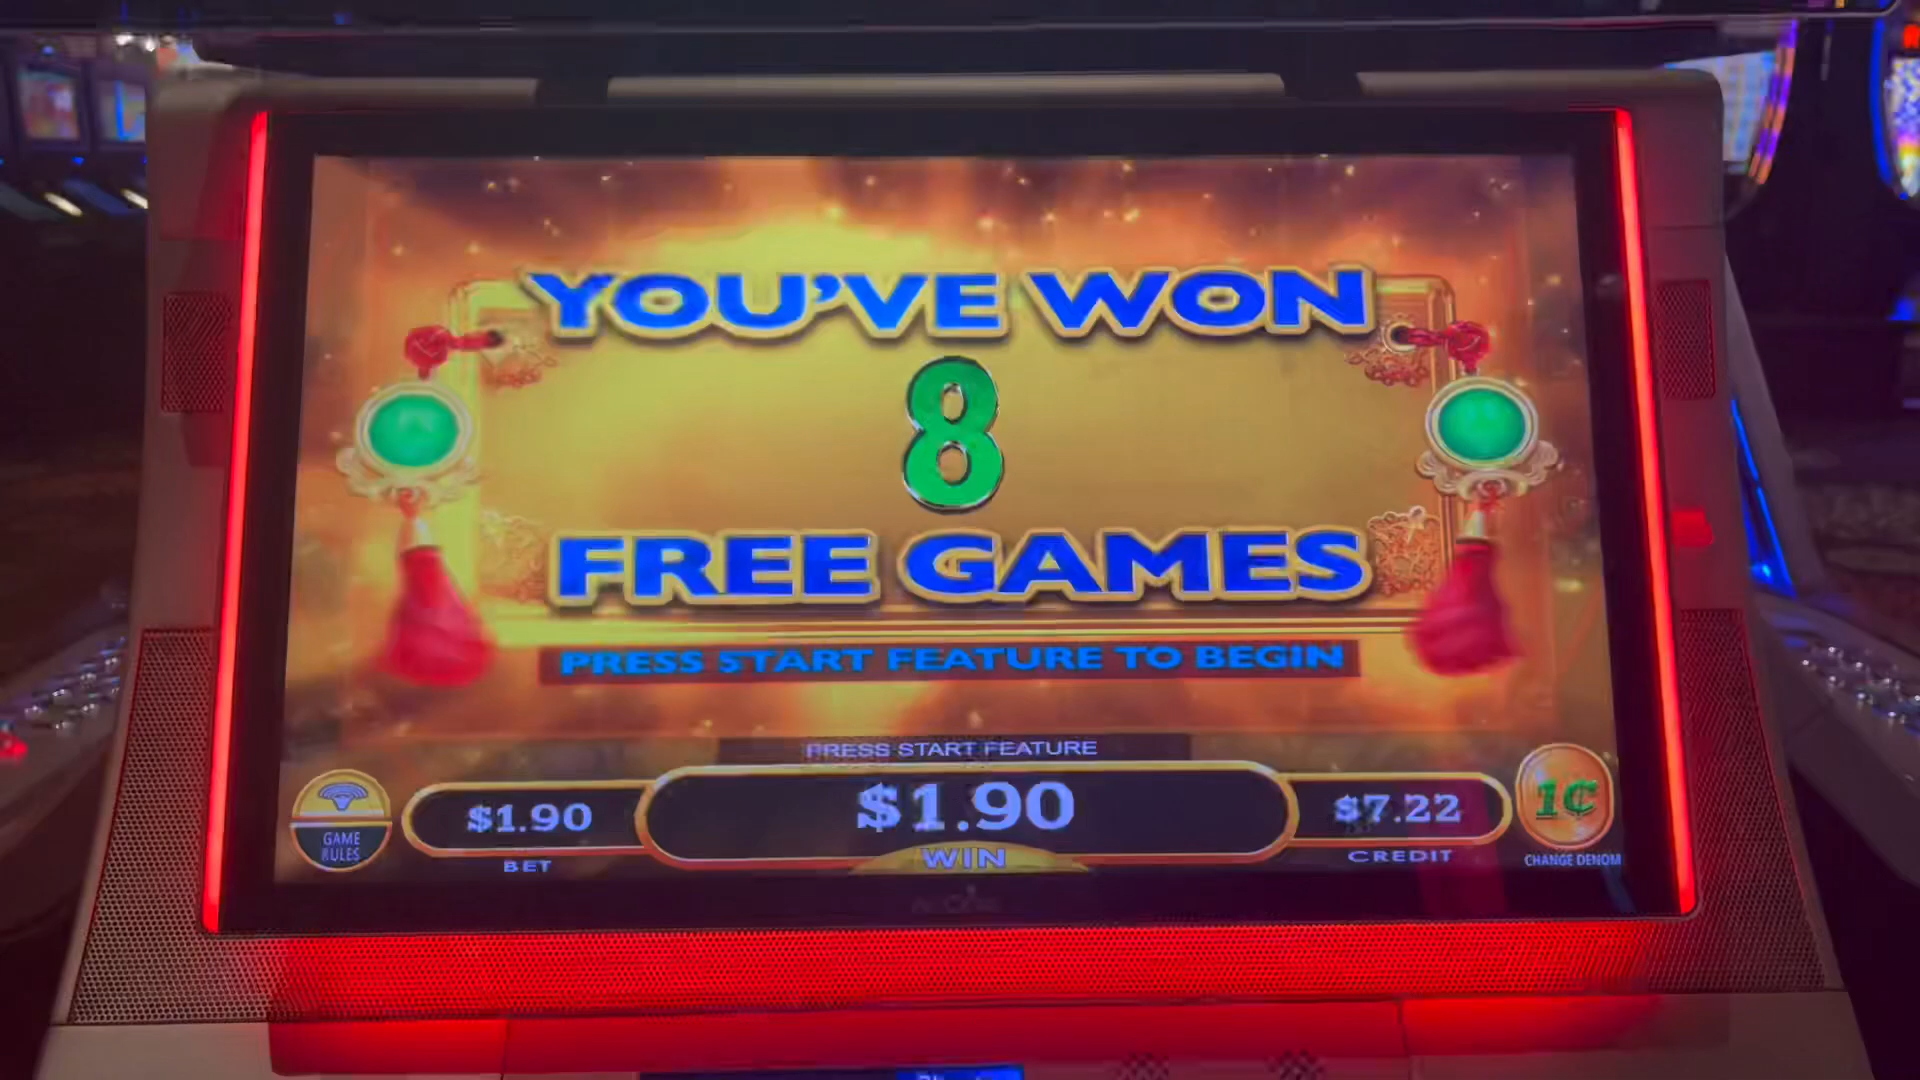 YOU'VE WON
8
FREE GAMES
PRESS START FEATURE TO BEGIN
PRESS START FEATURE
GAME RULES
$1.90
BET
$1.90
WIN
$7.22
CREDIT
1¢
CHANGE DENOM